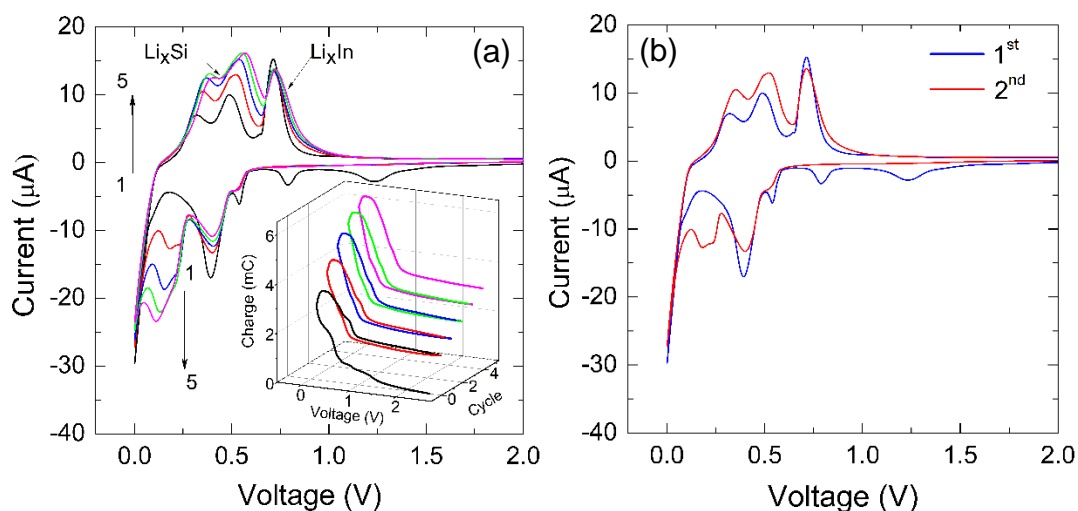 (a)
LiXSi
LiXIn
5
1
1
5
Current (μA)
20
10
0
-10
-20
-30
-40
0.0 0.5 1.0 1.5 2.0
Voltage (V)
Charge (mC)
6
4
2
0
0 1 2
Voltage (V)
0 2 4
Cycle
(b)
1st
2nd
Current (μA)
20
10
0
-10
-20
-30
-40
0.0 0.5 1.0 1.5 2.0
Voltage (V)